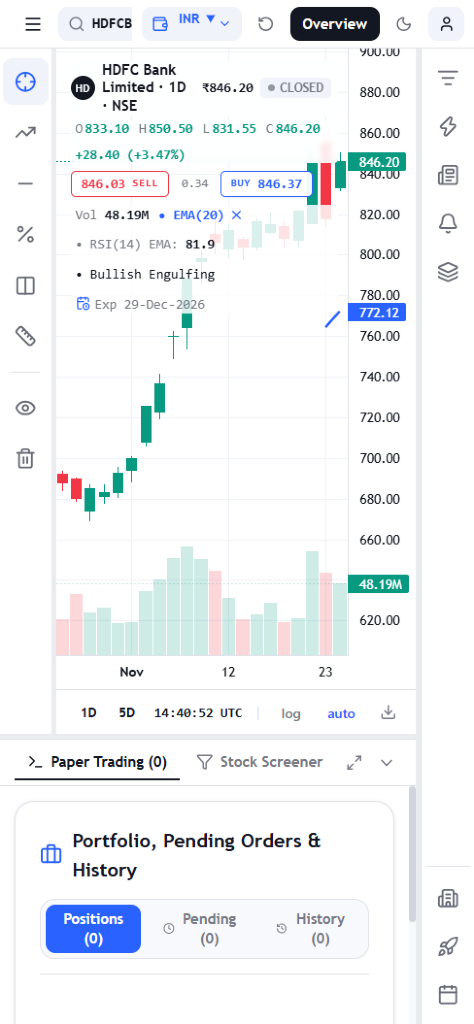 HDFCB
INR ▼
Overview
HD
HDFC Bank
Limited · 1D
· NSE
₹846.20
CLOSED
O833.10 H850.50 L831.55 C846.20
+28.40 (+3.47%)
846.03 SELL
0.34
BUY 846.37
Vol 48.19M • EMA(20) ✕
• RSI(14) EMA: 81.9
• Bullish Engulfing
Exp 29-Dec-2026
900.00
880.00
860.00
846.20
840.00
820.00
800.00
780.00
772.12
760.00
740.00
720.00
700.00
680.00
660.00
48.19M
620.00
Nov 12 23
1D 5D 14:40:52 UTC | log auto
Paper Trading (0)
Stock Screener
Portfolio, Pending Orders &
History
Positions
(0)
Pending
(0)
History
(0)